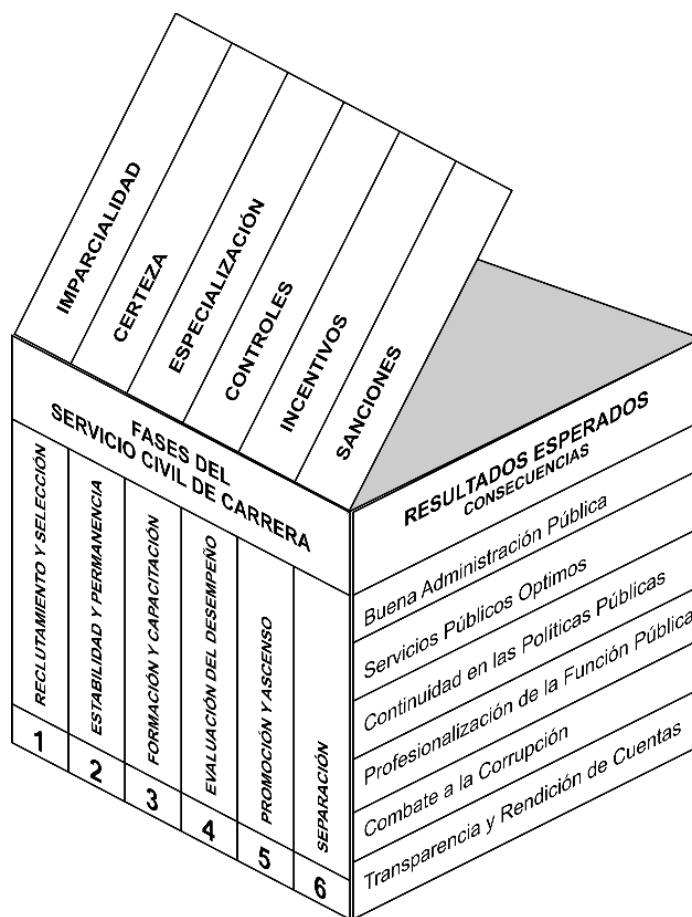 IMPARCIALIDAD
CERTEZA
ESPECIALIZACIÓN
CONTROLES
INCENTIVOS
SANCIONES
FASES DEL
SERVICIO CIVIL DE CARRERA
RECLUTAMIENTO Y SELECCIÓN
ESTABILIDAD Y PERMANENCIA
FORMACIÓN Y CAPACITACIÓN
EVALUACIÓN DEL DESEMPEÑO
PROMOCIÓN Y ASCENSO
SEPARACIÓN
1
2
3
4
5
6
RESULTADOS ESPERADOS
CONSECUENCIAS
Buena Administración Pública
Servicios Públicos Optimos
Continuidad en las Políticas Públicas
Profesionalización de la Función Pública
Combate a la Corrupción
Transparencia y Rendición de Cuentas